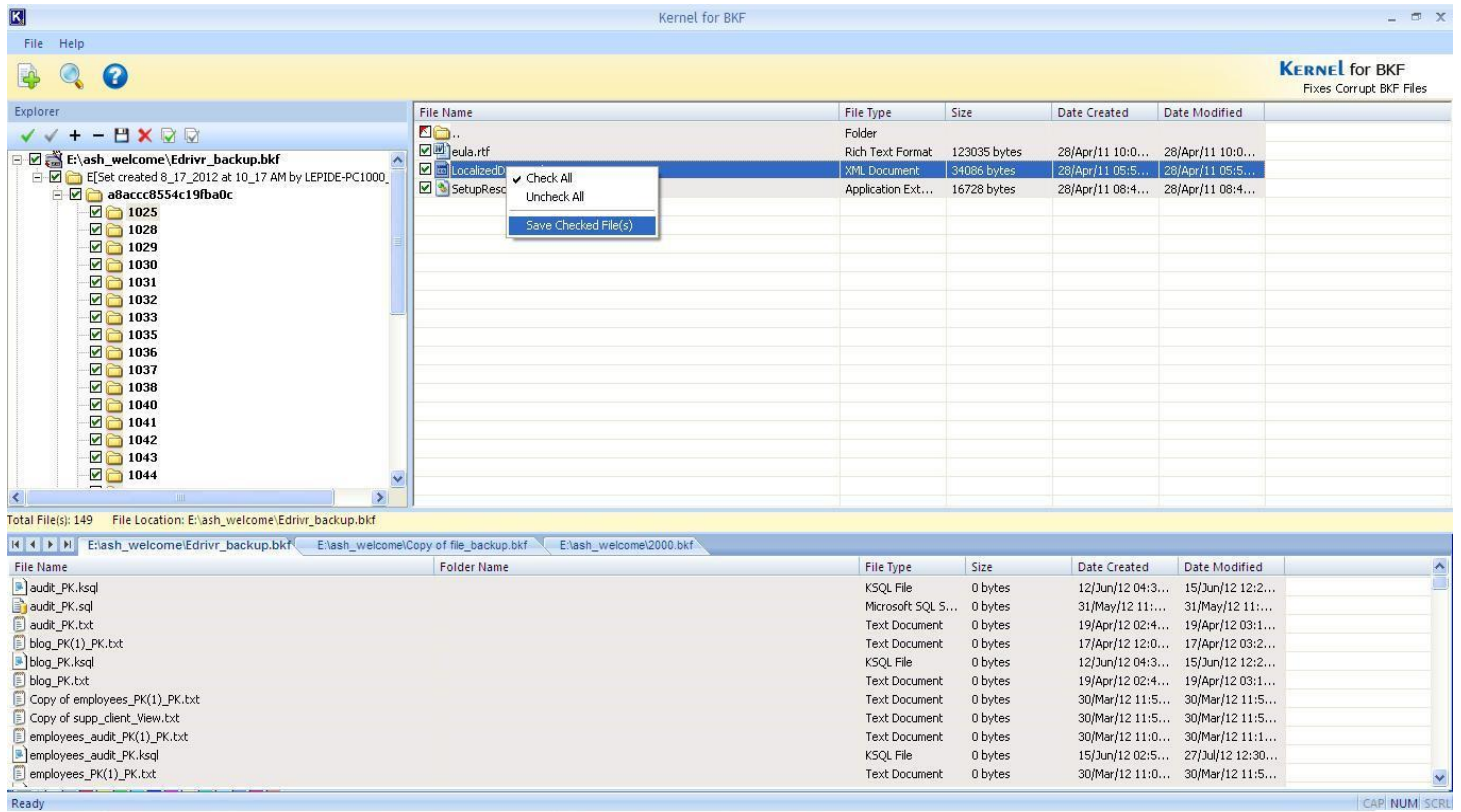 Kernel for BKF
File Help
KERNEL for BKF
Fixes Corrupt BKF Files
Explorer
E:\ash_welcome\Edrivr_backup.bkf
E[Set created 8_17_2012 at 10_17 AM by LEPIDE-PC1000_
a8accc8554c19fba0c
1025
1028
1029
1030
1031
1032
1033
1035
1036
1037
1038
1040
1041
1042
1043
1044
File Name File Type Size Date Created Date Modified
.. Folder
eula.rtf Rich Text Format 123035 bytes 28/Apr/11 10:0... 28/Apr/11 10:0...
LocalizedD XML Document 34086 bytes 28/Apr/11 05:5... 28/Apr/11 05:5...
SetupResc Application Ext... 16728 bytes 28/Apr/11 08:4... 28/Apr/11 08:4...
Check All
Uncheck All
Save Checked File(s)
Total File(s): 149 File Location: E:\ash_welcome\Edrivr_backup.bkf
E:\ash_welcome\Edrivr_backup.bkf E:\ash_welcome\Copy of file_backup.bkf E:\ash_welcome\2000.bkf
File Name Folder Name File Type Size Date Created Date Modified
audit_PK.ksql KSQL File 0 bytes 12/Jun/12 04:3... 15/Jun/12 12:2...
audit_PK.sql Microsoft SQL S... 0 bytes 31/May/12 11:... 31/May/12 11:...
audit_PK.txt Text Document 0 bytes 19/Apr/12 02:4... 19/Apr/12 03:1...
blog_PK(1)_PK.txt Text Document 0 bytes 17/Apr/12 12:0... 17/Apr/12 03:2...
blog_PK.ksql KSQL File 0 bytes 12/Jun/12 04:3... 15/Jun/12 12:2...
blog_PK.txt Text Document 0 bytes 19/Apr/12 02:4... 19/Apr/12 03:1...
Copy of employees_PK(1)_PK.txt Text Document 0 bytes 30/Mar/12 11:5... 30/Mar/12 11:5...
Copy of supp_client_View.txt Text Document 0 bytes 30/Mar/12 11:5... 30/Mar/12 11:5...
employees_audit_PK(1)_PK.txt Text Document 0 bytes 30/Mar/12 11:0... 30/Mar/12 11:1...
employees_audit_PK.ksql KSQL File 0 bytes 15/Jun/12 02:5... 27/Jul/12 12:30...
employees_PK(1)_PK.txt Text Document 0 bytes 30/Mar/12 11:0... 30/Mar/12 11:5...
Ready CAP NUM SCRL